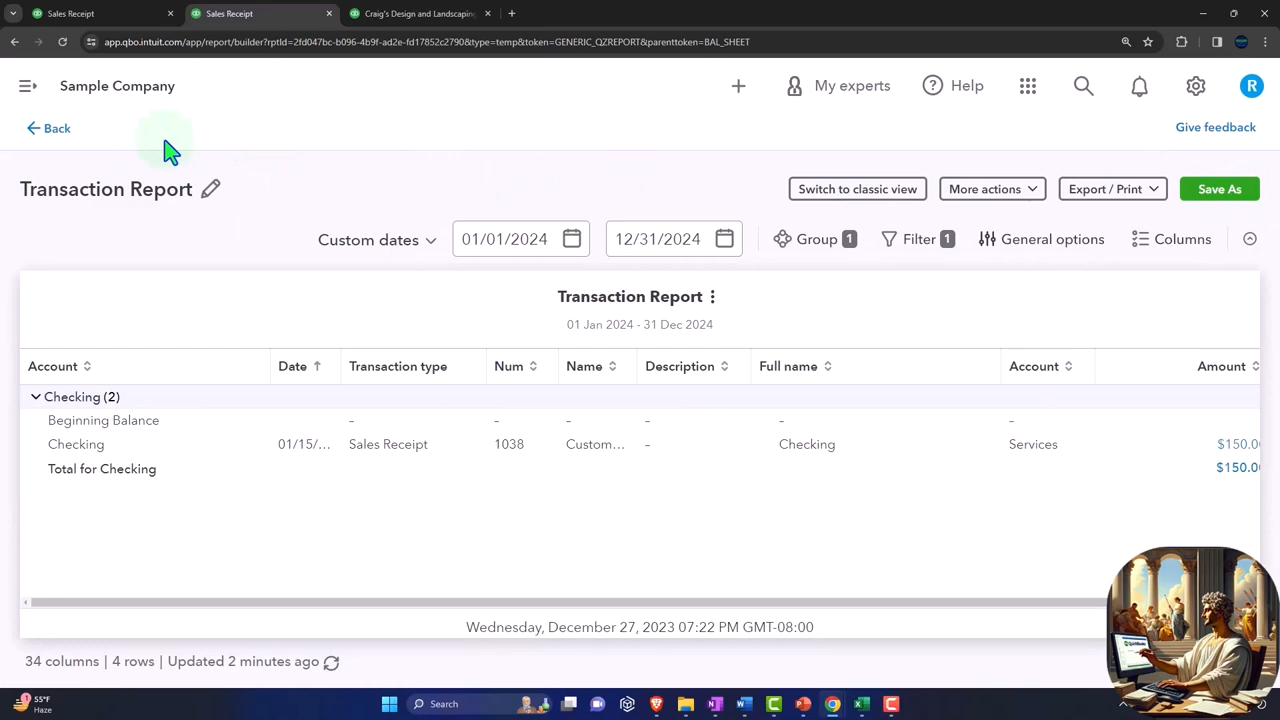 Sales Receipt
Sales Receipt
Craig's Design and Landscaping
app.qbo.intuit.com/app/report/builder?rptId=2fd047bc-b096-4b9f-ad2e-fd17852c2790&type=temp&token=GENERIC_QZREPORT&parenttoken=BAL_SHEET
Sample Company
My experts
Help
R
Back
Give feedback
Transaction Report
Switch to classic view
More actions
Export / Print
Save As
Custom dates
01/01/2024
12/31/2024
Group 1
Filter 1
General options
Columns
Transaction Report
01 Jan 2024 - 31 Dec 2024
Account Date Transaction type Num Name Description Full name Account Amount
Checking (2)
Beginning Balance – – – – – –
Checking 01/15/... Sales Receipt 1038 Custom... – Checking Services $150.0
Total for Checking $150.0
Wednesday, December 27, 2023 07:22 PM GMT-08:00
34 columns | 4 rows | Updated 2 minutes ago
1
55°F
Haze
Search